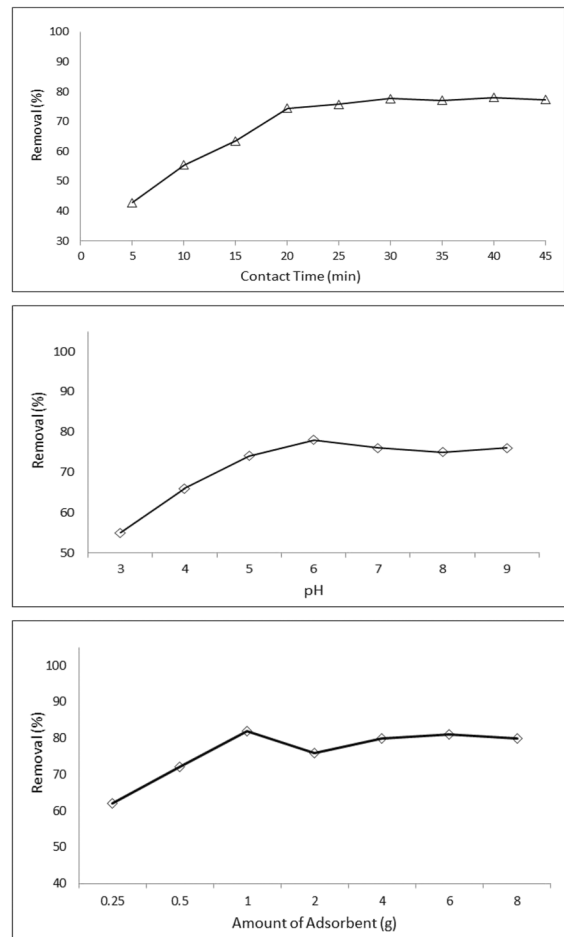 100
90
80
70
60
50
40
30
Removal (%)
0 5 10 15 20 25 30 35 40 45
Contact Time (min)
100
90
80
70
60
50
Removal (%)
3 4 5 6 7 8 9
pH
100
90
80
70
60
50
40
Removal (%)
0.25 0.5 1 2 4 6 8
Amount of Adsorbent (g)